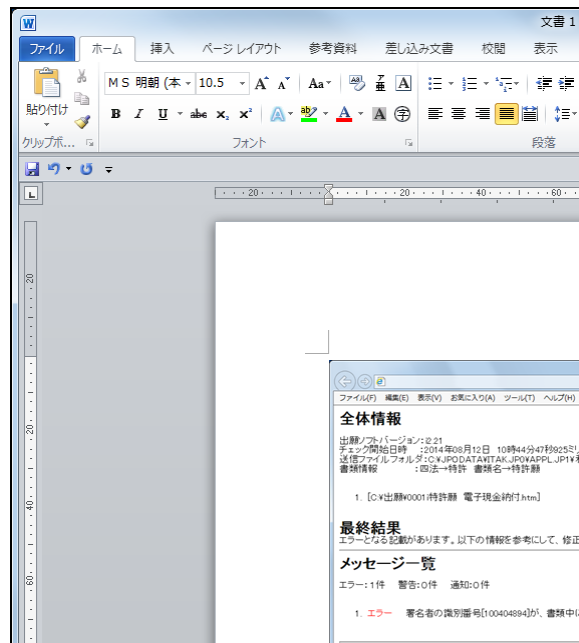 文書 1
ファイル ホーム 挿入 ページ レイアウト 参考資料 差し込み文書 校閲 表示
ＭＳ 明朝 (本 10.5
貼り付け
クリップボ... フォント 段落
20 20 40 60
ファイル(F) 編集(E) 表示(V) お気に入り(A) ツール(T) ヘルプ(H)
全体情報
出願ソフトバージョン：i2.21
チェック開始日時 ：2014年08月12日 10時44分47秒925ミリ
送信ファイルフォルダ：C:¥JPODATA¥ITAK.JP0¥APPL.JP1¥
書類情報 ：四法→特許 書類名→特許願
1. [C:¥出願¥0001¥特許願 電子現金納付.htm]
最終結果
エラーとなる記載があります。以下の情報を参考にして、修正
メッセージ一覧
エラー：1件 警告：0件 通知：0件
1. エラー 署名者の識別番号[100404894]が、書類中に